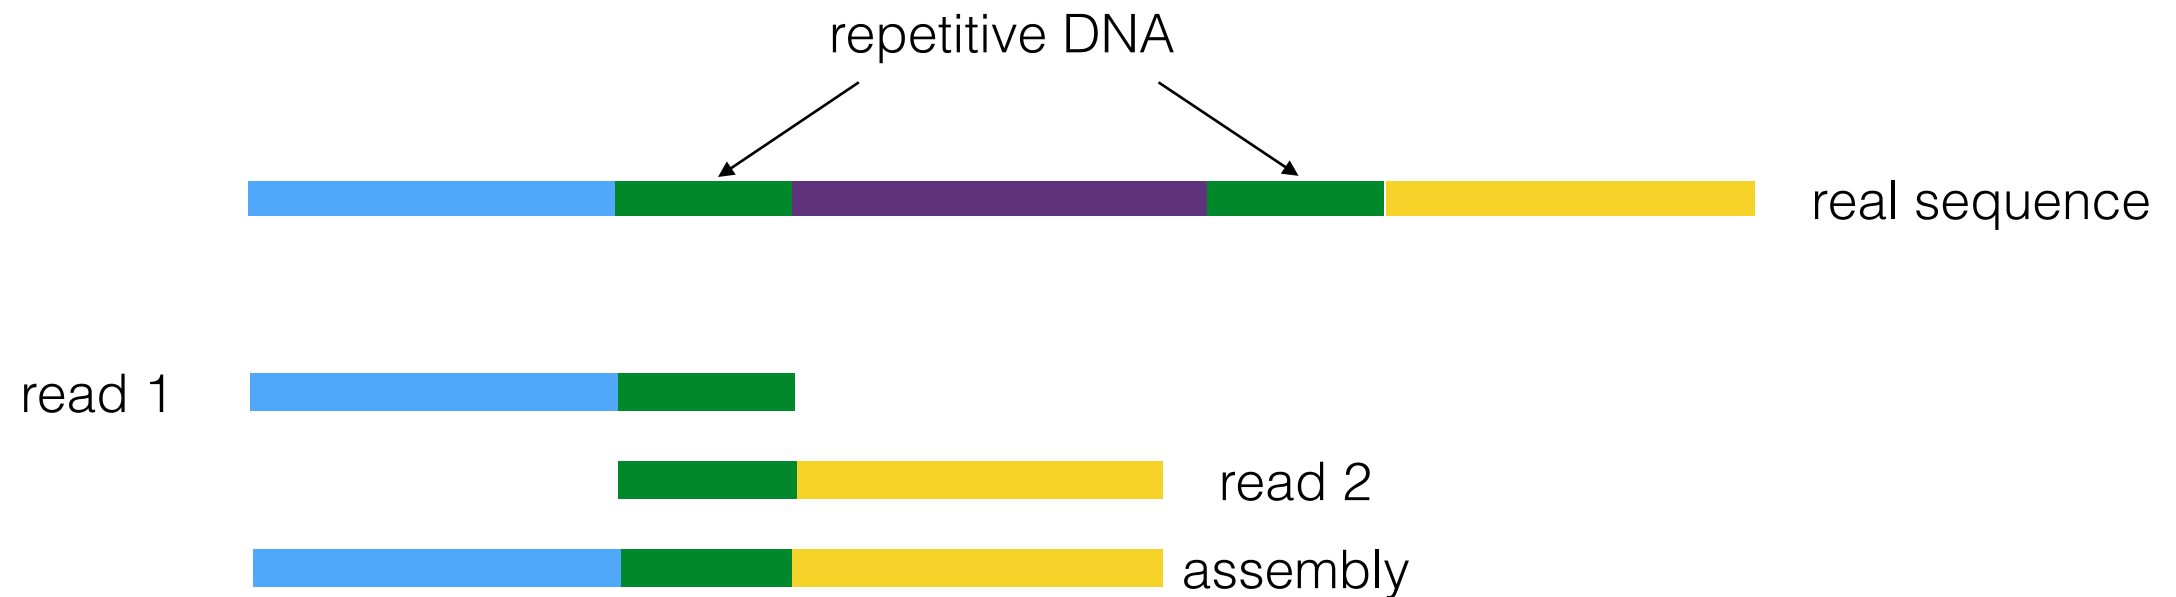 repetitive DNA
real sequence
read 1
read 2
assembly